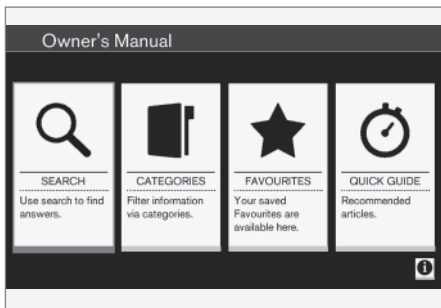 Owner's Manual
SEARCH
Use search to find
answers.
CATEGORIES
Filter information
via categories.
FAVOURITES
Your saved
Favourites are
available here.
QUICK GUIDE
Recommended
articles.